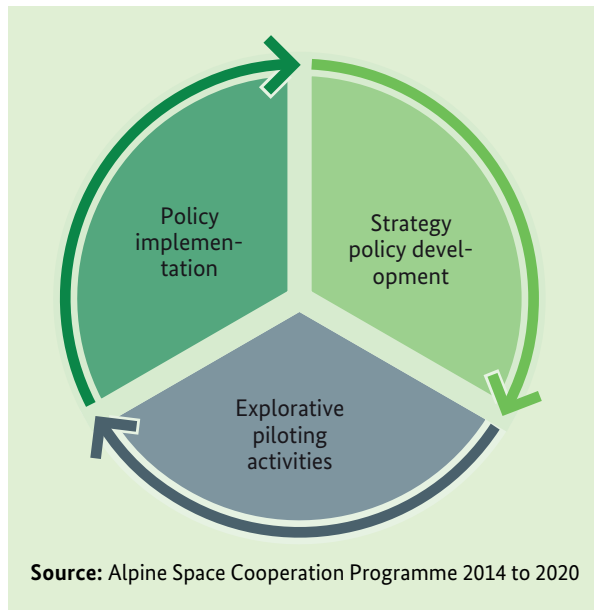 Policy
implemen-
tation
Strategy
policy devel-
opment
Explorative
piloting
activities
Source: Alpine Space Cooperation Programme 2014 to 2020